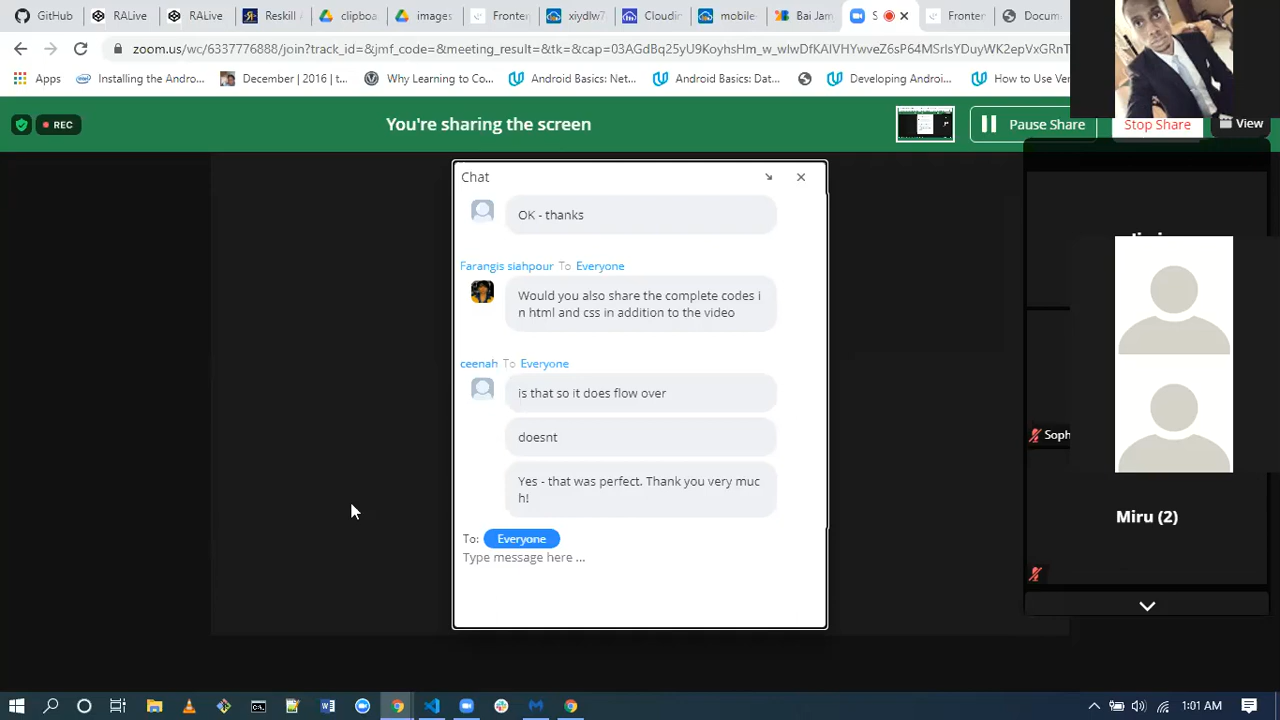 GitHub
RALive
RALive
Reskill A
clipboa
images
Fronter
xiydlw7
Cloudin
mobile-
Bai Jam
S
Fronter
Docum
zoom.us/wc/6337776888/join?track_id=&jmf_code=&meeting_result=&tk=&cap=03AGdBq25yU9KoyhsHm_w_wlwDfKAlVHYwveZ6sP64MSrlsYDuyWK2epVxGRnT
Apps
Installing the Andro...
December | 2016 | t...
Why Learning to Co...
Android Basics: Net...
Android Basics: Dat...
Developing Androi...
How to Use Ver
REC
You're sharing the screen
Pause Share
Stop Share
View
Chat
OK - thanks
Farangis siahpour To Everyone
Would you also share the complete codes i
n html and css in addition to the video
ceenah To Everyone
is that so it does flow over
doesnt
Yes - that was perfect. Thank you very muc
h!
To: Everyone
Type message here ...
Soph
Miru (2)
1:01 AM